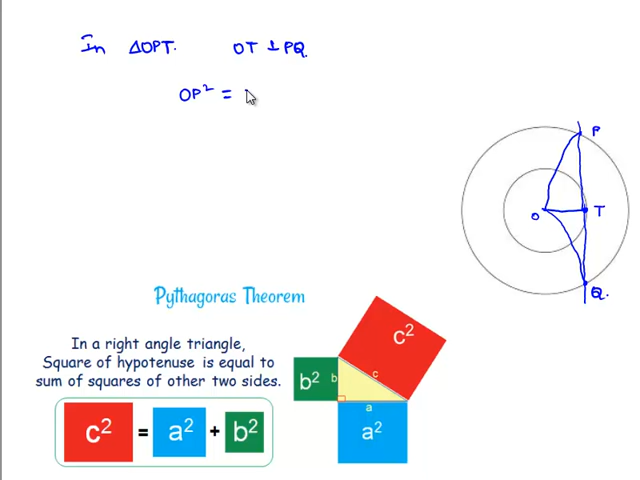 In ΔOPT. OT ⊥ PQ.
OP² =
P
O
T
Q.
Pythagoras Theorem
In a right angle triangle,
Square of hypotenuse is equal to
sum of squares of other two sides.
c² = a² + b²
c²
b² b c
a
a²